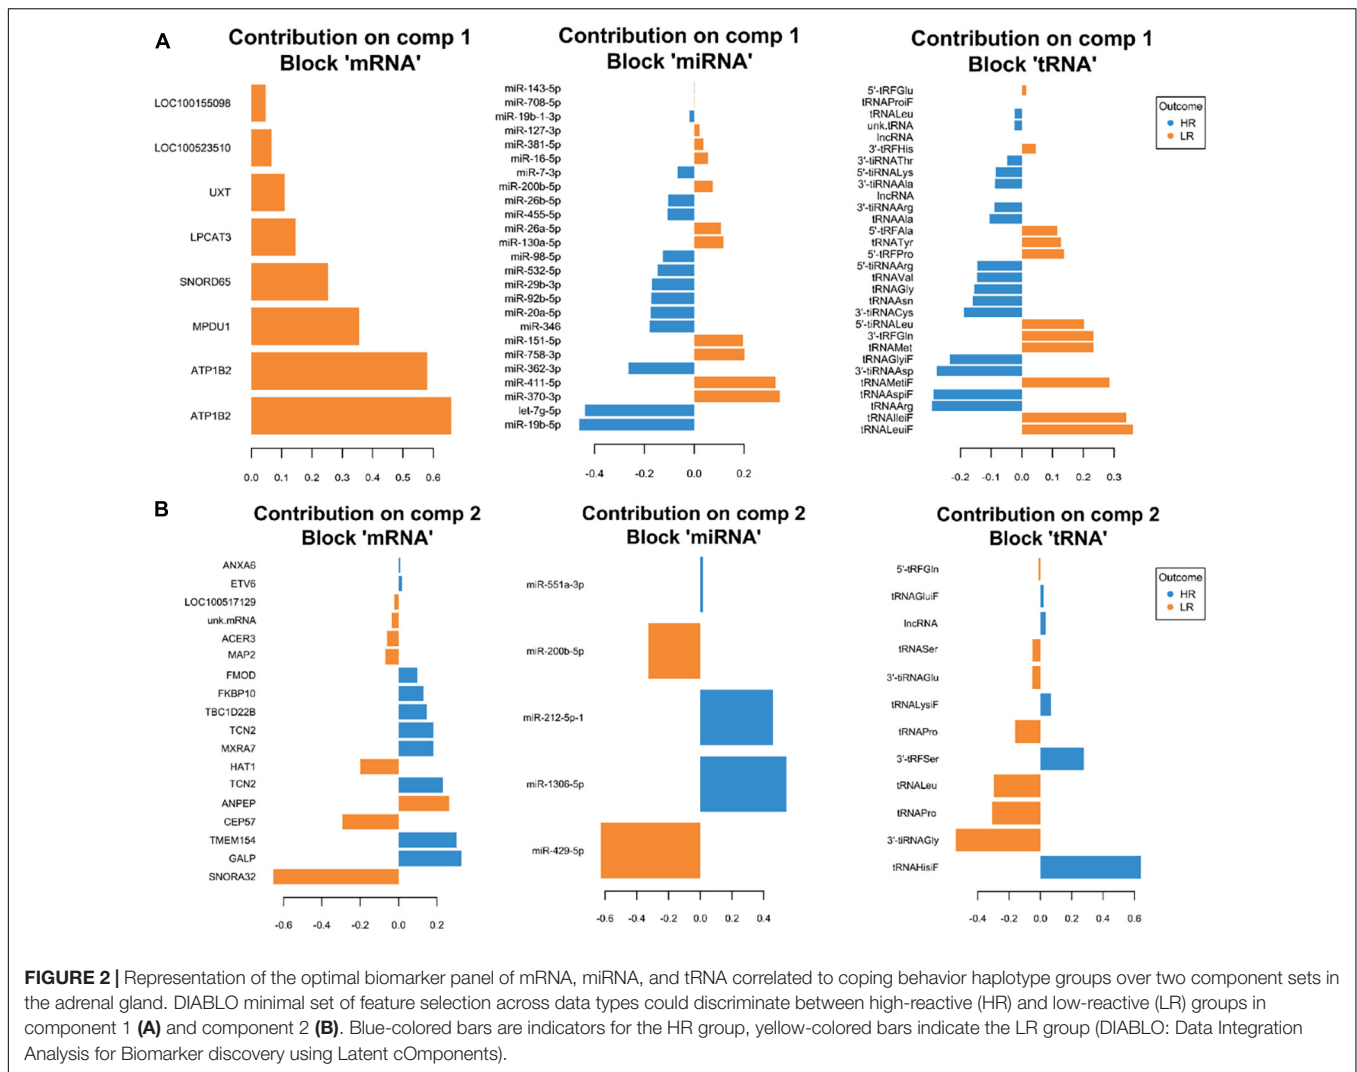 A
Contribution on comp 1
Block 'mRNA'
LOC100155098
LOC100523510
UXT
LPCAT3
SNORD65
MPDU1
ATP1B2
ATP1B2
0.0 0.1 0.2 0.3 0.4 0.5 0.6
Contribution on comp 1
Block 'miRNA'
miR-143-5p
miR-708-5p
miR-19b-1-3p
miR-127-3p
miR-381-5p
miR-16-5p
miR-7-3p
miR-200b-5p
miR-26b-5p
miR-455-5p
miR-26a-5p
miR-130a-5p
miR-98-5p
miR-532-5p
miR-29b-3p
miR-92b-5p
miR-20a-5p
miR-346
miR-151-5p
miR-758-3p
miR-362-3p
miR-411-5p
miR-370-3p
let-7g-5p
miR-19b-5p
-0.4 -0.2 0.0 0.2
Contribution on comp 1
Block 'tRNA'
5'-tRFGlu
tRNAProiF
tRNALeu
unk.tRNA
lncRNA
3'-tRFHis
3'-tiRNAThr
5'-tiRNALys
3'-tiRNAAla
lncRNA
3'-tiRNAArg
tRNAAla
5'-tRFAla
tRNATyr
5'-tRFPro
5'-tiRNAArg
tRNAVal
tRNAGly
tRNAAsn
3'-tiRNACys
5'-tiRNALeu
3'-tRFGln
tRNAMet
tRNAGlyiF
3'-tiRNAAsp
tRNAMetiF
tRNAAspiF
tRNAArg
tRNAIleiF
tRNALeuiF
-0.2 -0.1 0.0 0.1 0.2 0.3
Outcome
HR
LR
B
Contribution on comp 2
Block 'mRNA'
ANXA6
ETV6
LOC100517129
unk.mRNA
ACER3
MAP2
FMOD
FKBP10
TBC1D22B
TCN2
MXRA7
HAT1
TCN2
ANPEP
CEP57
TMEM154
GALP
SNORA32
-0.6 -0.4 -0.2 0.0 0.2
Contribution on comp 2
Block 'miRNA'
miR-551a-3p
miR-200b-5p
miR-212-5p-1
miR-1306-5p
miR-429-5p
-0.6 -0.4 -0.2 0.0 0.2 0.4
Contribution on comp 2
Block 'tRNA'
5'-tRFGln
tRNAGluiF
lncRNA
tRNASer
3'-tiRNAGlu
tRNALysiF
tRNAPro
3'-tRFSer
tRNALeu
tRNAPro
3'-tiRNAGly
tRNAHisiF
-0.4 -0.2 0.0 0.2 0.4 0.6
Outcome
HR
LR
FIGURE 2 | Representation of the optimal biomarker panel of mRNA, miRNA, and tRNA correlated to coping behavior haplotype groups over two component sets in
the adrenal gland. DIABLO minimal set of feature selection across data types could discriminate between high-reactive (HR) and low-reactive (LR) groups in
component 1 (A) and component 2 (B). Blue-colored bars are indicators for the HR group, yellow-colored bars indicate the LR group (DIABLO: Data Integration
Analysis for Biomarker discovery using Latent cOmponents).